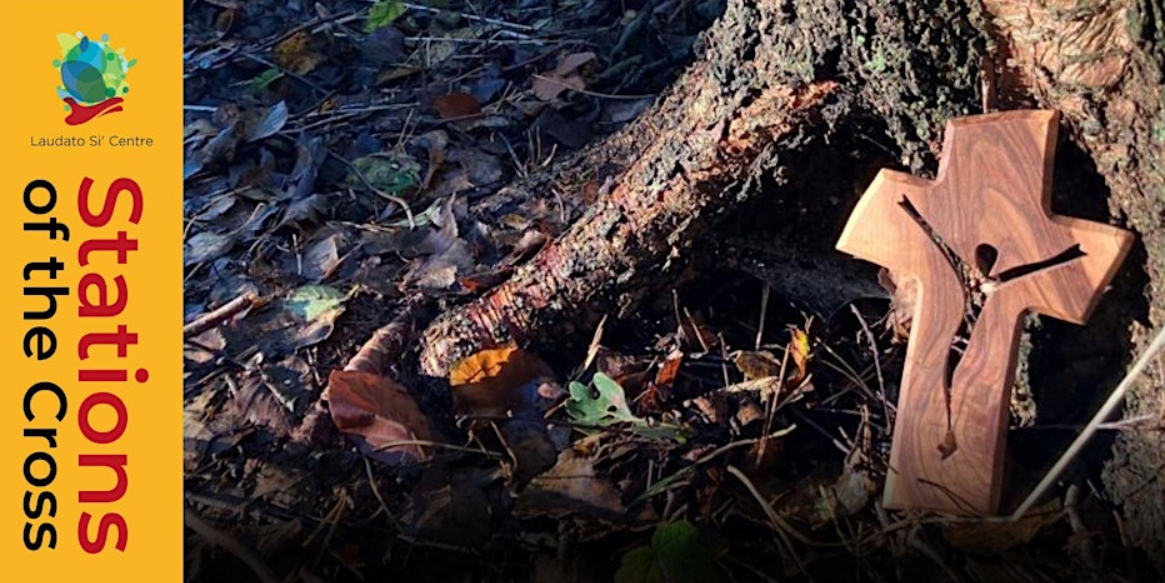 Laudato Si' Centre
Stations
of the Cross